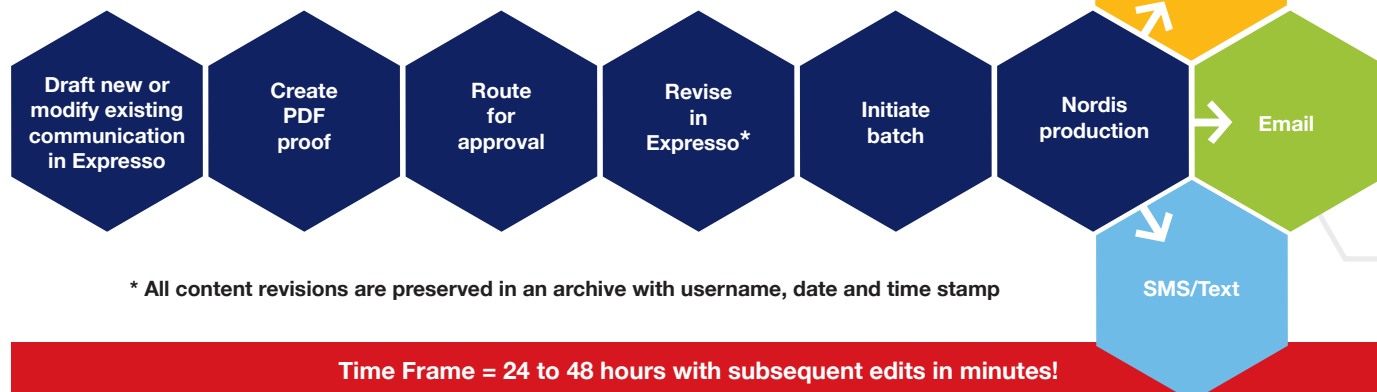 Draft new or
modify existing
communication
in Expresso
Create
PDF
proof
Route
for
approval
Revise
in
Expresso*
Initiate
batch
Nordis
production
Email
SMS/Text
* All content revisions are preserved in an archive with username, date and time stamp
Time Frame = 24 to 48 hours with subsequent edits in minutes!